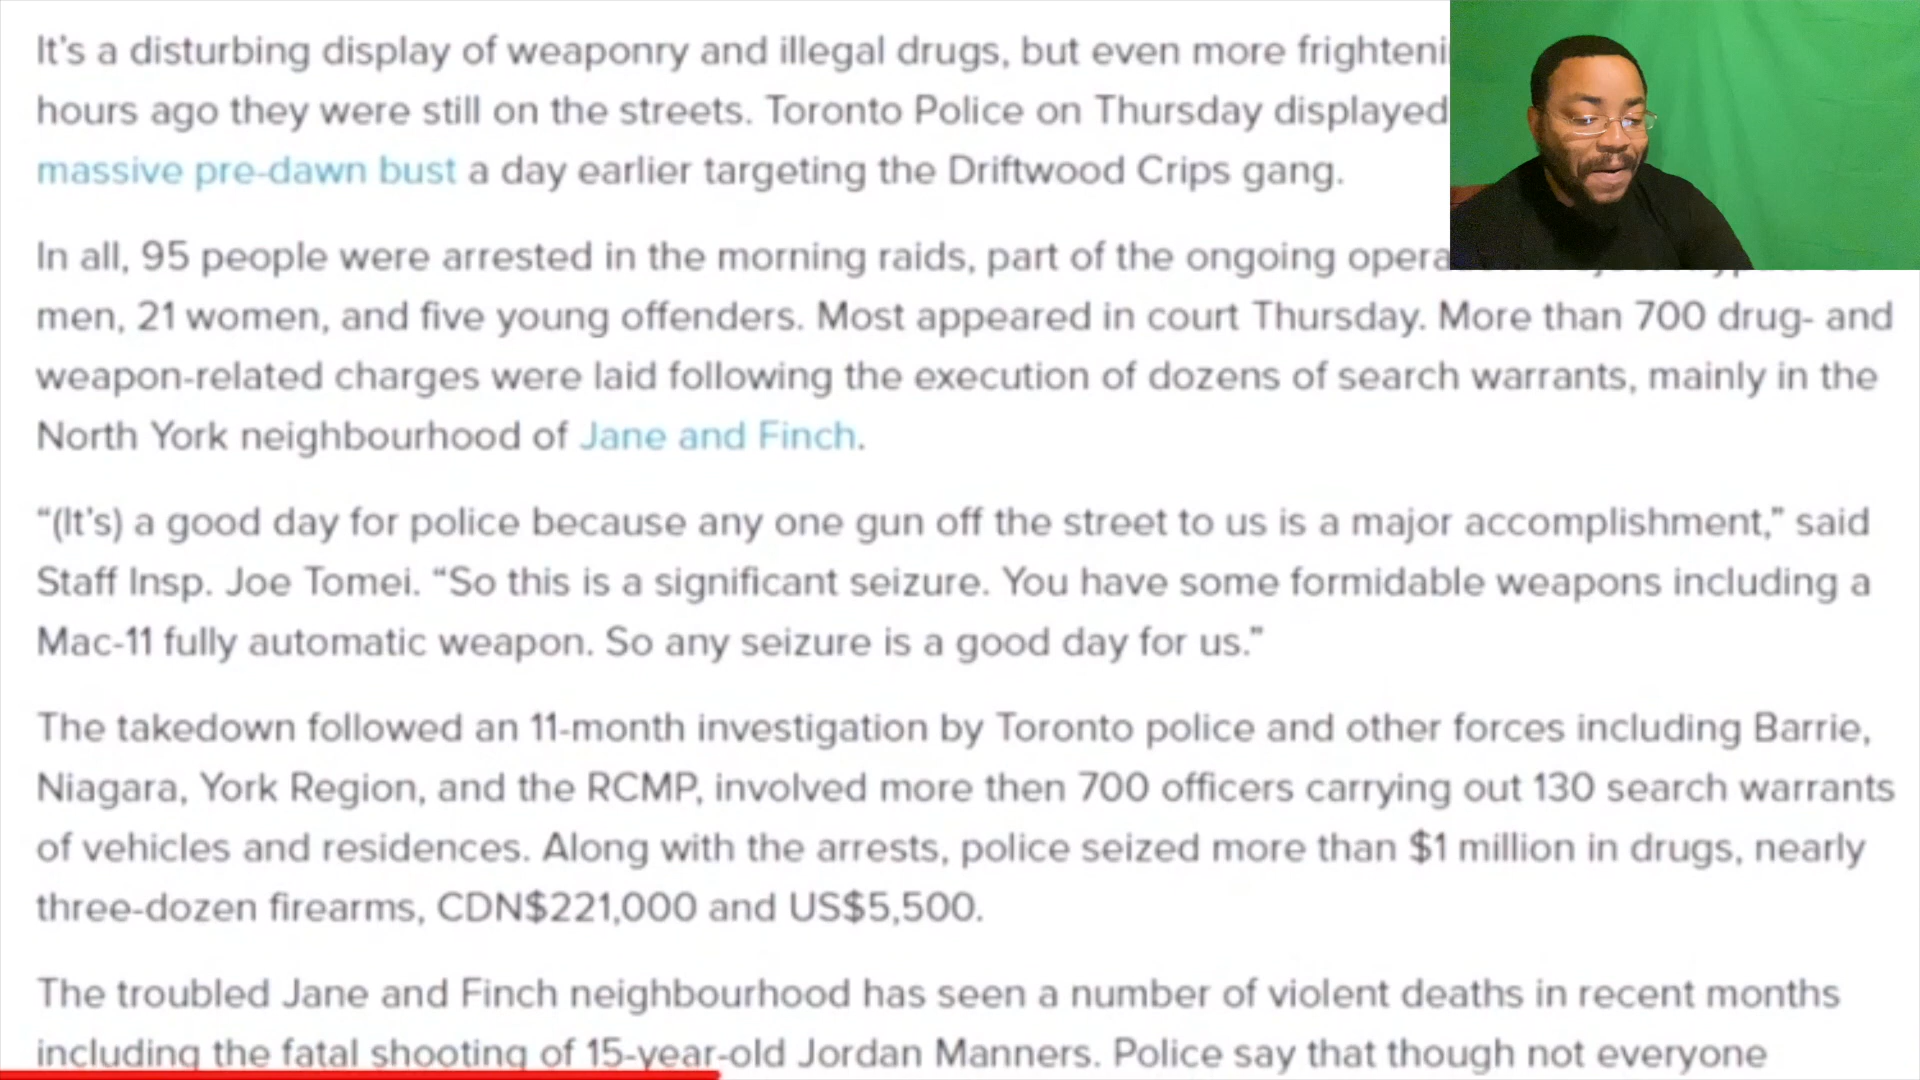 It's a disturbing display of weaponry and illegal drugs, but even more
hours ago they were still on the streets. Toronto Police on Thursday displayed
massive pre-dawn bust a day earlier targeting the Driftwood Crips gang.
In all, 95 people were arrested in the morning raids, part of the ongoing
men, 21 women, and five young offenders. Most appeared in court Thursday. More than 700 drug- and
weapon-related charges were laid following the execution of dozens of search warrants, mainly in the
North York neighbourhood of Jane and Finch.
“(It's) a good day for police because any one gun off the street to us is a major accomplishment,” said
Staff Insp. Joe Tomei. “So this is a significant seizure. You have some formidable weapons including a
Mac-11 fully automatic weapon. So any seizure is a good day for us.”
The takedown followed an 11-month investigation by Toronto police and other forces including Barrie,
Niagara, York Region, and the RCMP, involved more then 700 officers carrying out 130 search warrants
of vehicles and residences. Along with the arrests, police seized more than $1 million in drugs, nearly
three-dozen firearms, CDN$221,000 and US$5,500.
The troubled Jane and Finch neighbourhood has seen a number of violent deaths in recent months
including the fatal shooting of 15-year-old Jordan Manners. Police say that though not everyone